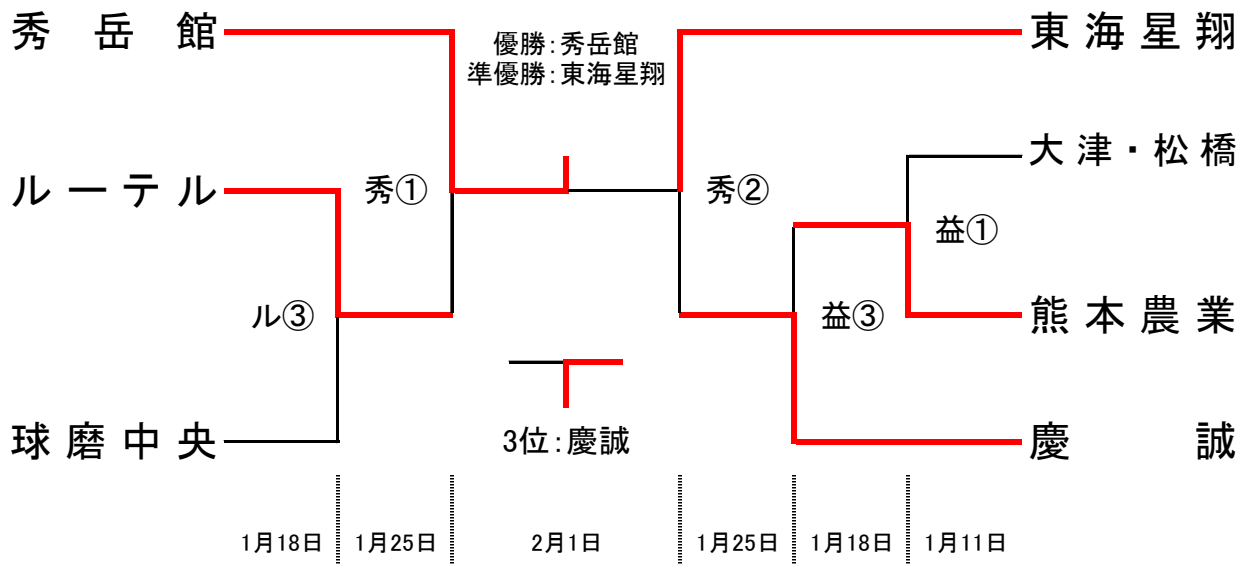 秀岳館
優勝：秀岳館
準優勝：東海星翔
東海星翔
大津・松橋
ルーテル
秀①
秀②
益①
ル③
益③
熊本農業
球磨中央
3位：慶誠
慶誠
1月18日
1月25日
2月1日
1月25日
1月18日
1月11日